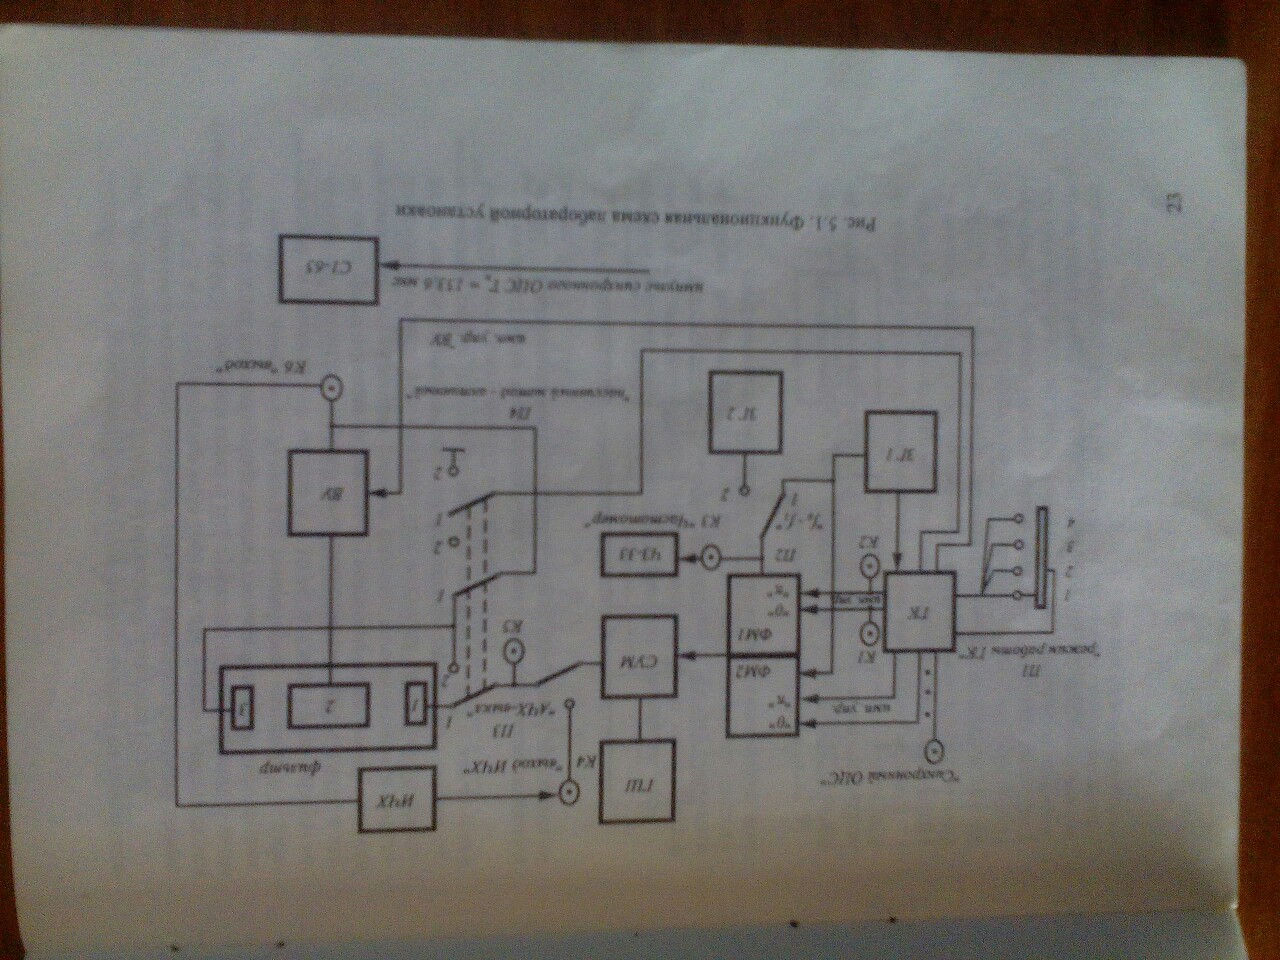 "Синхронный ОЦС"
ГШ
ИЧХ
К4 "выход ИЧХ"
фильтр
П3
"АЧХ-выкл"
1
1
2
3
2
"0"
имп. упр.
"π"
ФМ2
СУМ
К5
П1
"режим работы ГК"
К1
ГК
ФМ1
"0"
имп. упр.
"π"
1
2
3
4
К2
П2
ЧЗ-33
К3 "Частотомер"
1
2
1
2
1
2
ЗГ 1
ЗГ 2
ВУ
П4
"пассивный метод - активный"
К6 "выход"
имп. упр. ВУ
импульс синхронного ОЦС Tк = 153,6 мкс
С1-65
Рис. 5.1. Функциональная схема лабораторной установки
23